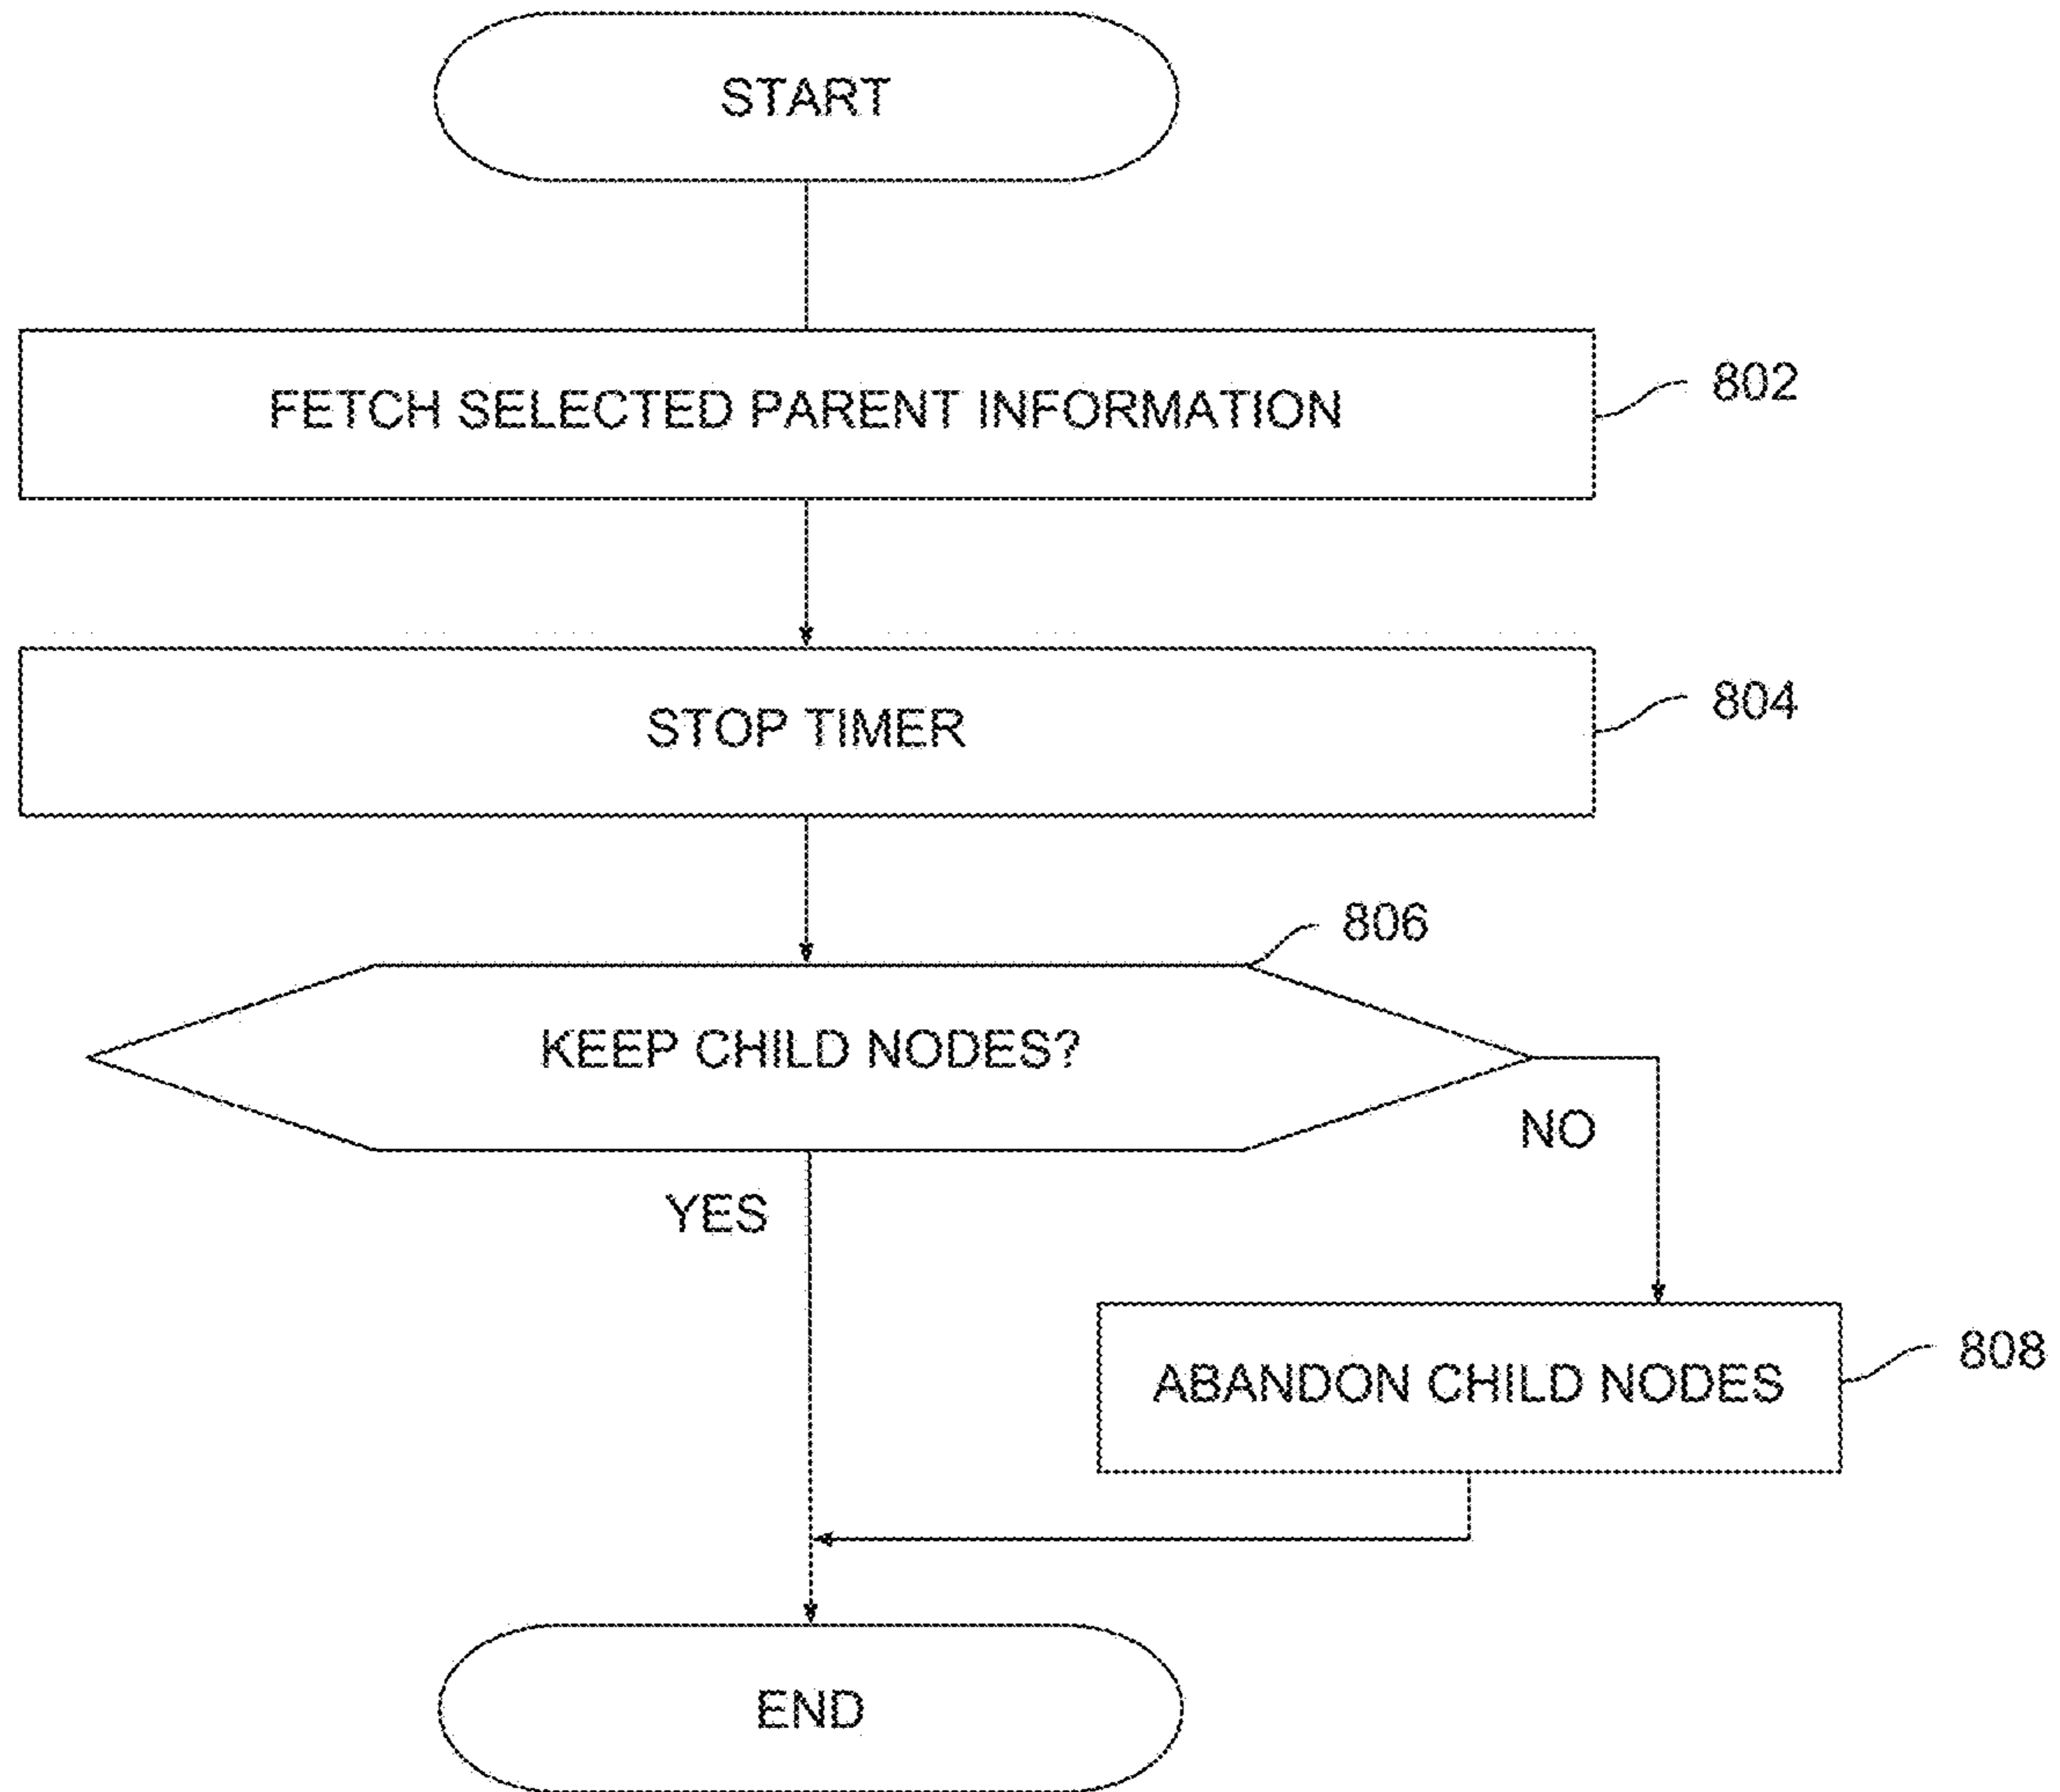 START
FETCH SELECTED PARENT INFORMATION
802
STOP TIMER
804
806
KEEP CHILD NODES?
NO
YES
ABANDON CHILD NODES
808
END